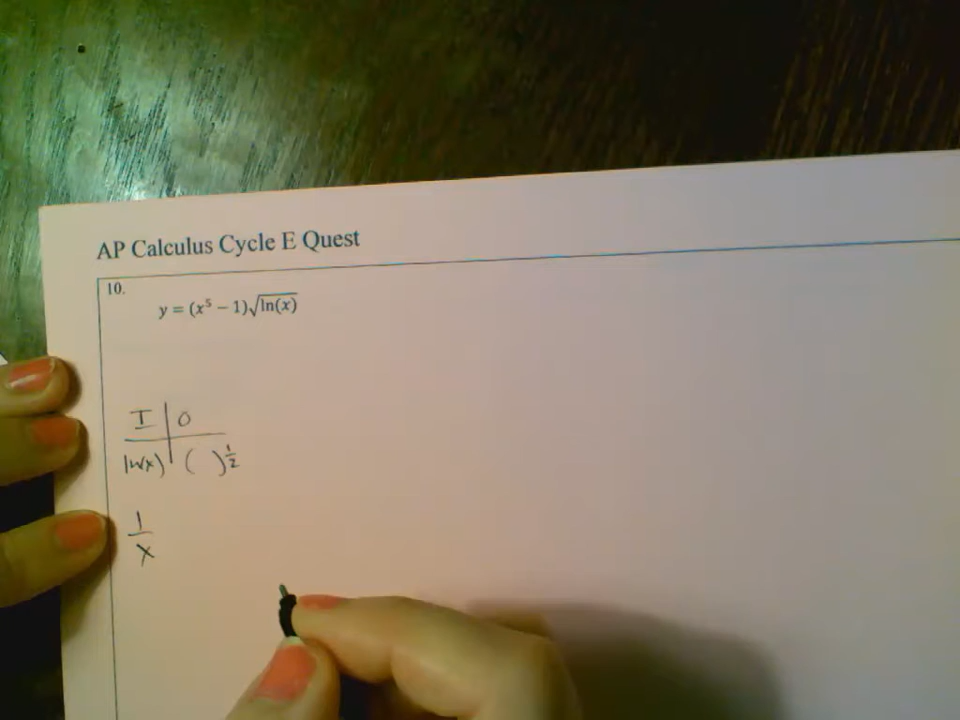 AP Calculus Cycle E Quest
10.
y = (x⁵ − 1)√ln(x)
I | O
ln(x) | ( )^½
1/x